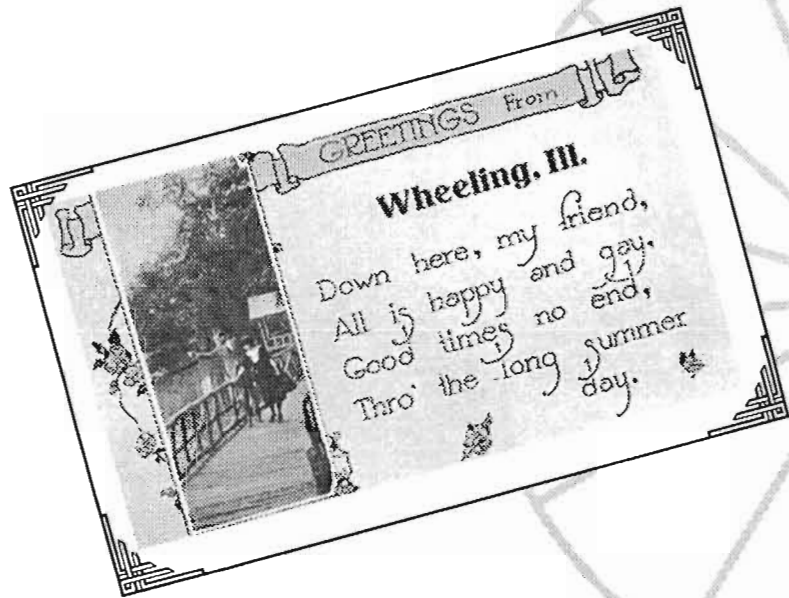 GREETINGS From
Wheeling, Ill.
Down here, my friend,
All is happy and gay,
Good times no end,
Thro' the long summer
day.